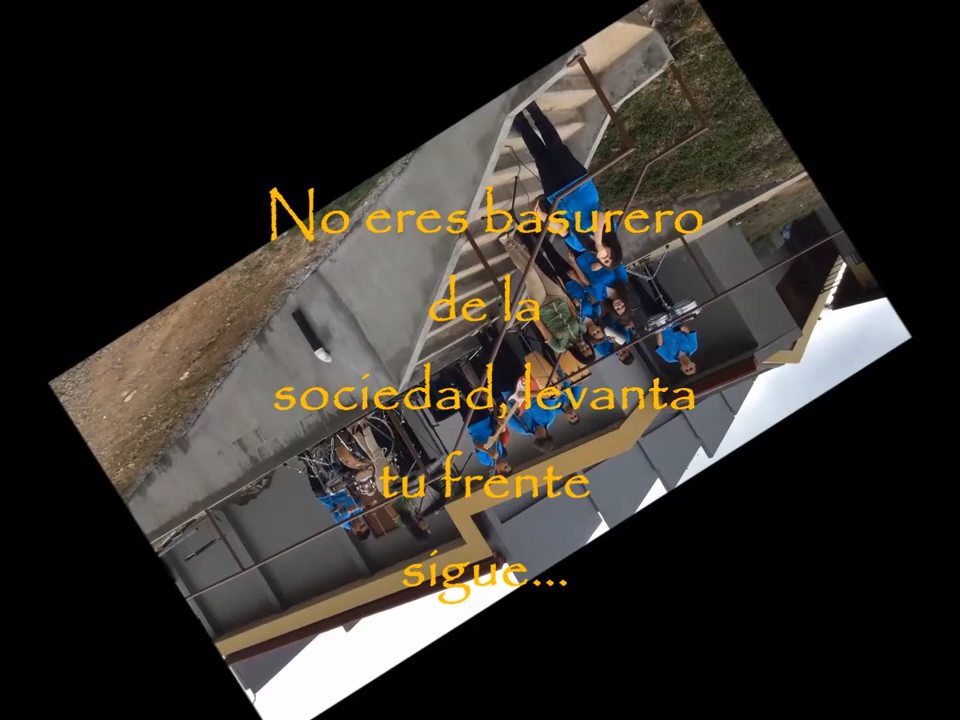 No eres basurero
de la
sociedad, levanta
tu frente
sigue...